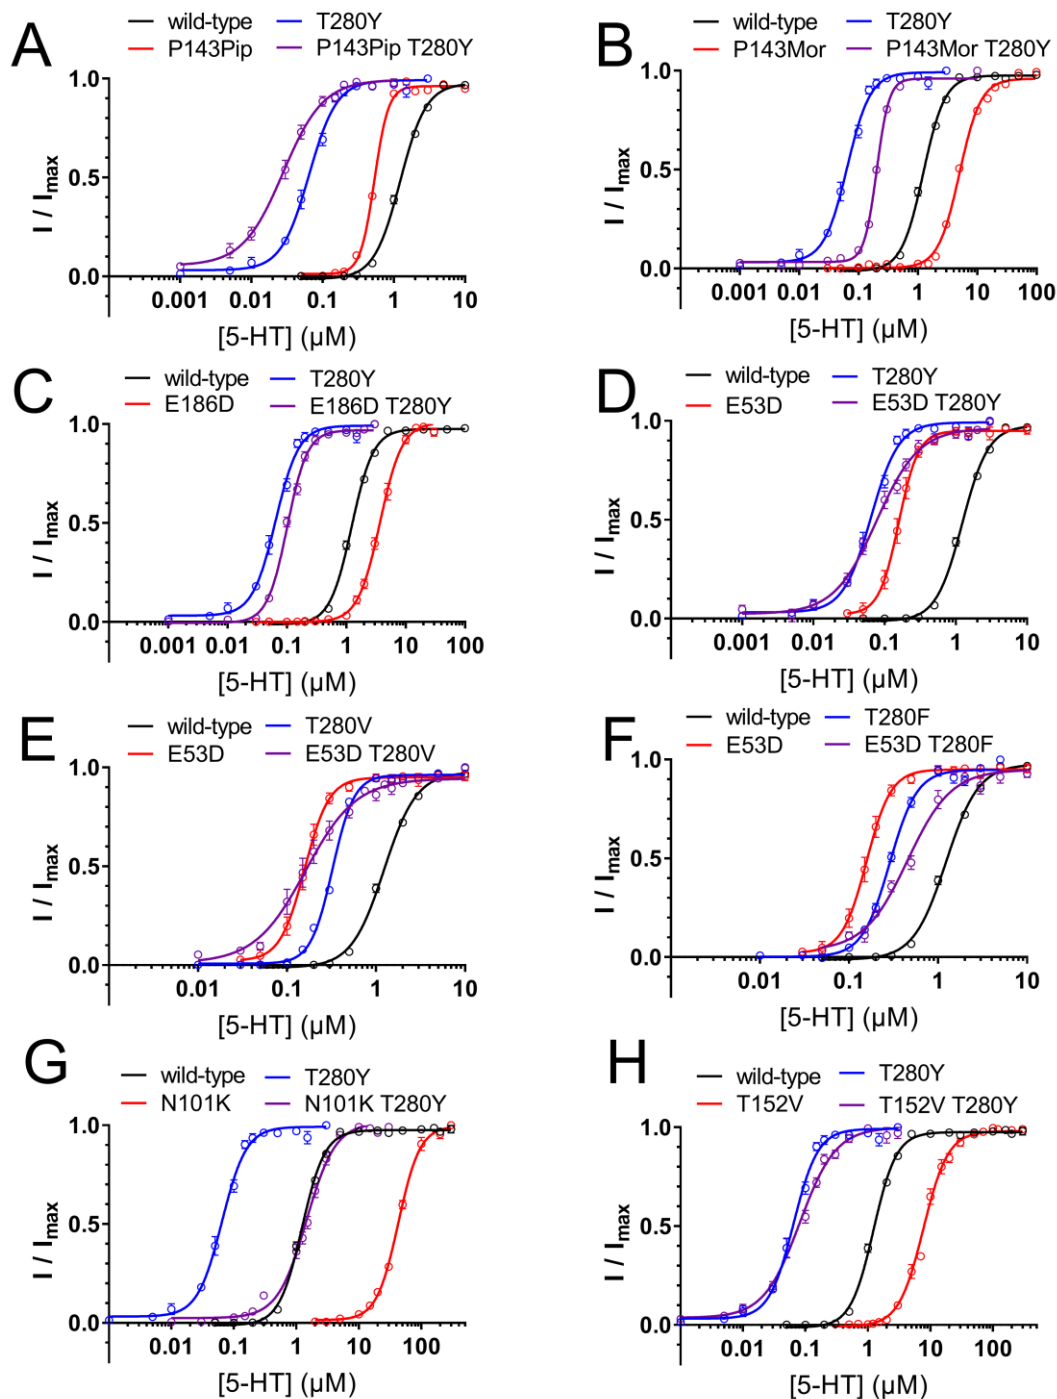 A
wild-type T280Y
P143Pip P143Pip T280Y
1.0
0.5
0.0
I / Imax
0.001 0.01 0.1 1 10
[5-HT] (µM)
B
wild-type T280Y
P143Mor P143Mor T280Y
1.0
0.5
0.0
I / Imax
0.001 0.01 0.1 1 10 100
[5-HT] (µM)
C
wild-type T280Y
E186D E186D T280Y
1.0
0.5
0.0
I / Imax
0.001 0.01 0.1 1 10 100
[5-HT] (µM)
D
wild-type T280Y
E53D E53D T280Y
1.0
0.5
0.0
I / Imax
0.001 0.01 0.1 1 10
[5-HT] (µM)
E
wild-type T280V
E53D E53D T280V
1.0
0.5
0.0
I / Imax
0.01 0.1 1 10
[5-HT] (µM)
F
wild-type T280F
E53D E53D T280F
1.0
0.5
0.0
I / Imax
0.01 0.1 1 10
[5-HT] (µM)
G
wild-type T280Y
N101K N101K T280Y
1.0
0.5
0.0
I / Imax
0.01 0.1 1 10 100
[5-HT] (µM)
H
wild-type T280Y
T152V T152V T280Y
1.0
0.5
0.0
I / Imax
0.01 0.1 1 10 100
[5-HT] (µM)